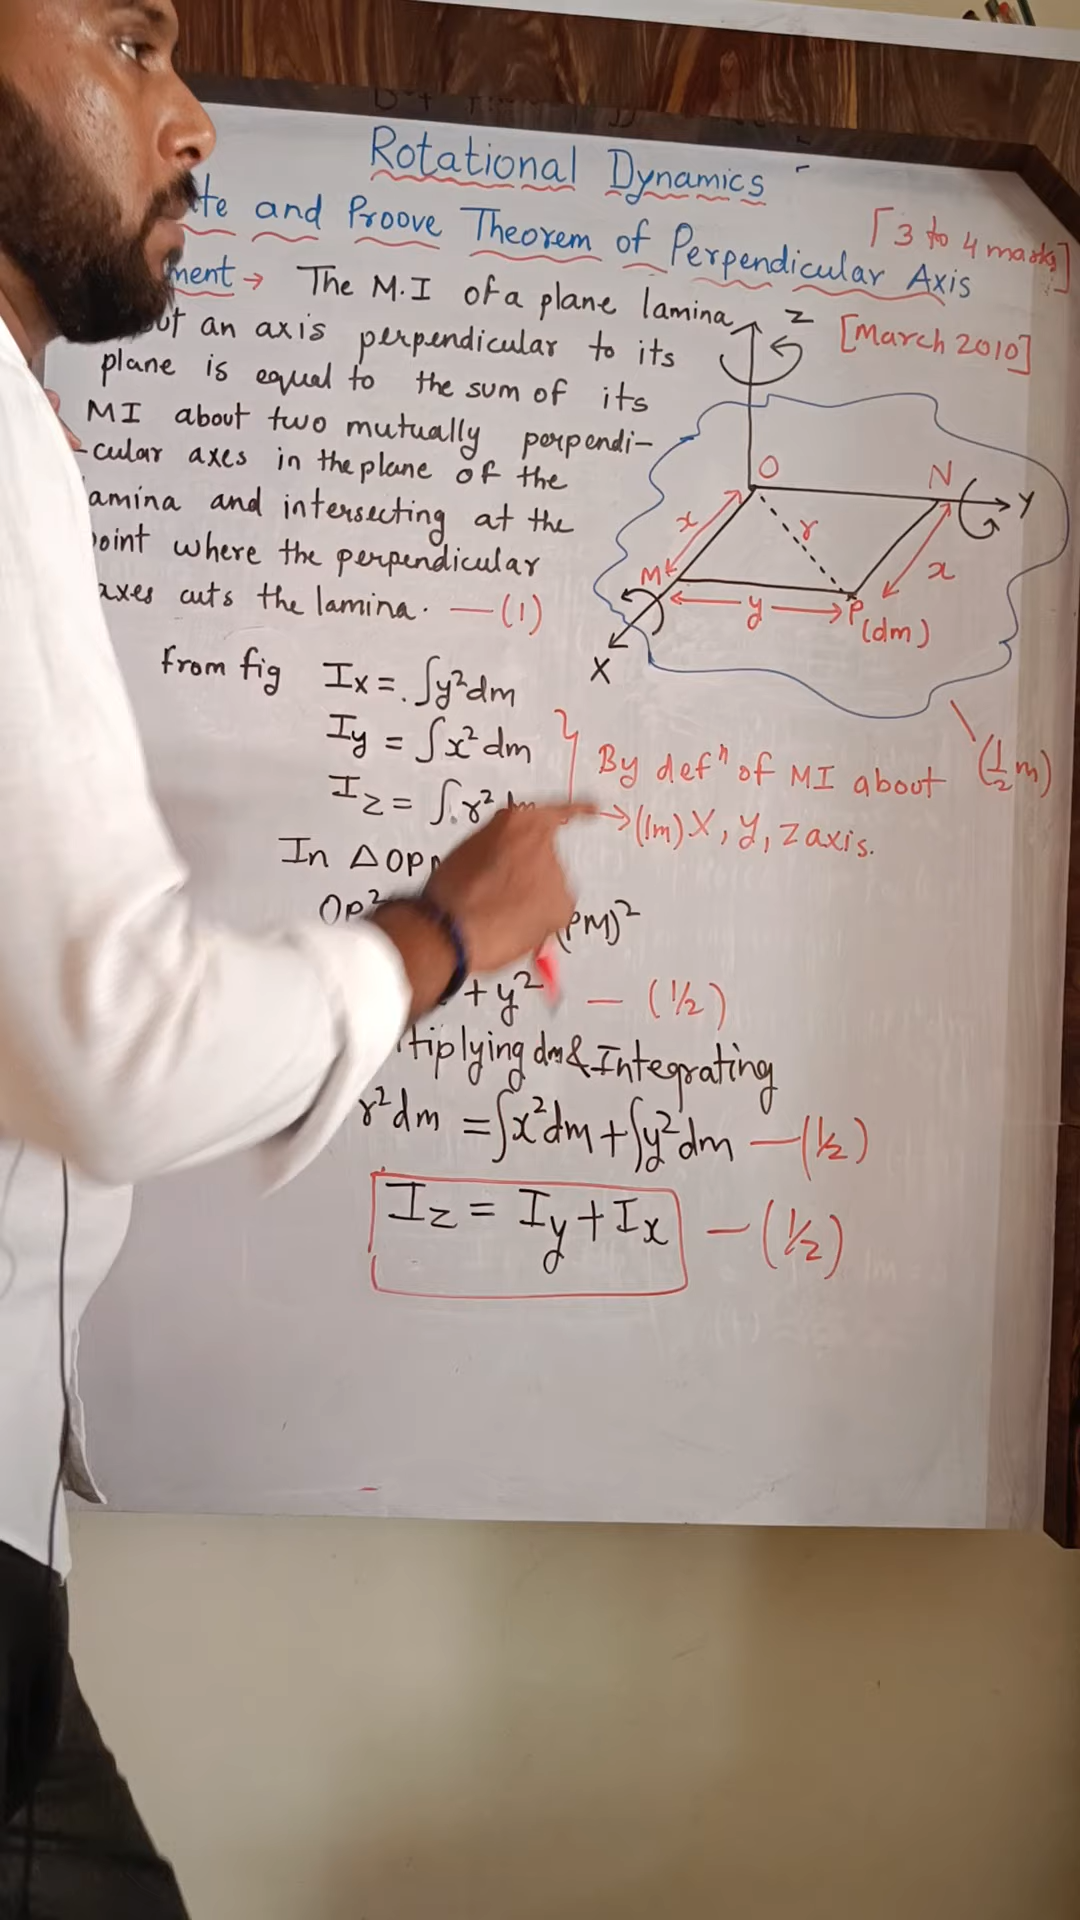 Rotational Dynamics
te and Proove Theorem of Perpendicular Axis
[3 to 4 marks]
ment → The M.I of a plane lamina
[March 2010]
ut an axis perpendicular to its
plane is equal to the sum of its
MI about two mutually perpendi-
-cular axes in the plane of the
amina and intersecting at the
oint where the perpendicular
axes cuts the lamina. — (1)
Z
O
N
Y
x
r
x
M
y
P(dm)
X
(1/2 m)
from fig Ix = ∫y²dm
Iy = ∫x²dm
Iz = ∫r² dm
} By defⁿ of MI about
→ (1m) X, Y, Z axis.
In △OP
OP² (PM)²
+ y² — (1/2)
tiplying dm & Integrating
r²dm = ∫x²dm + ∫y²dm — (1/2)
Iz = Iy + Ix — (1/2)